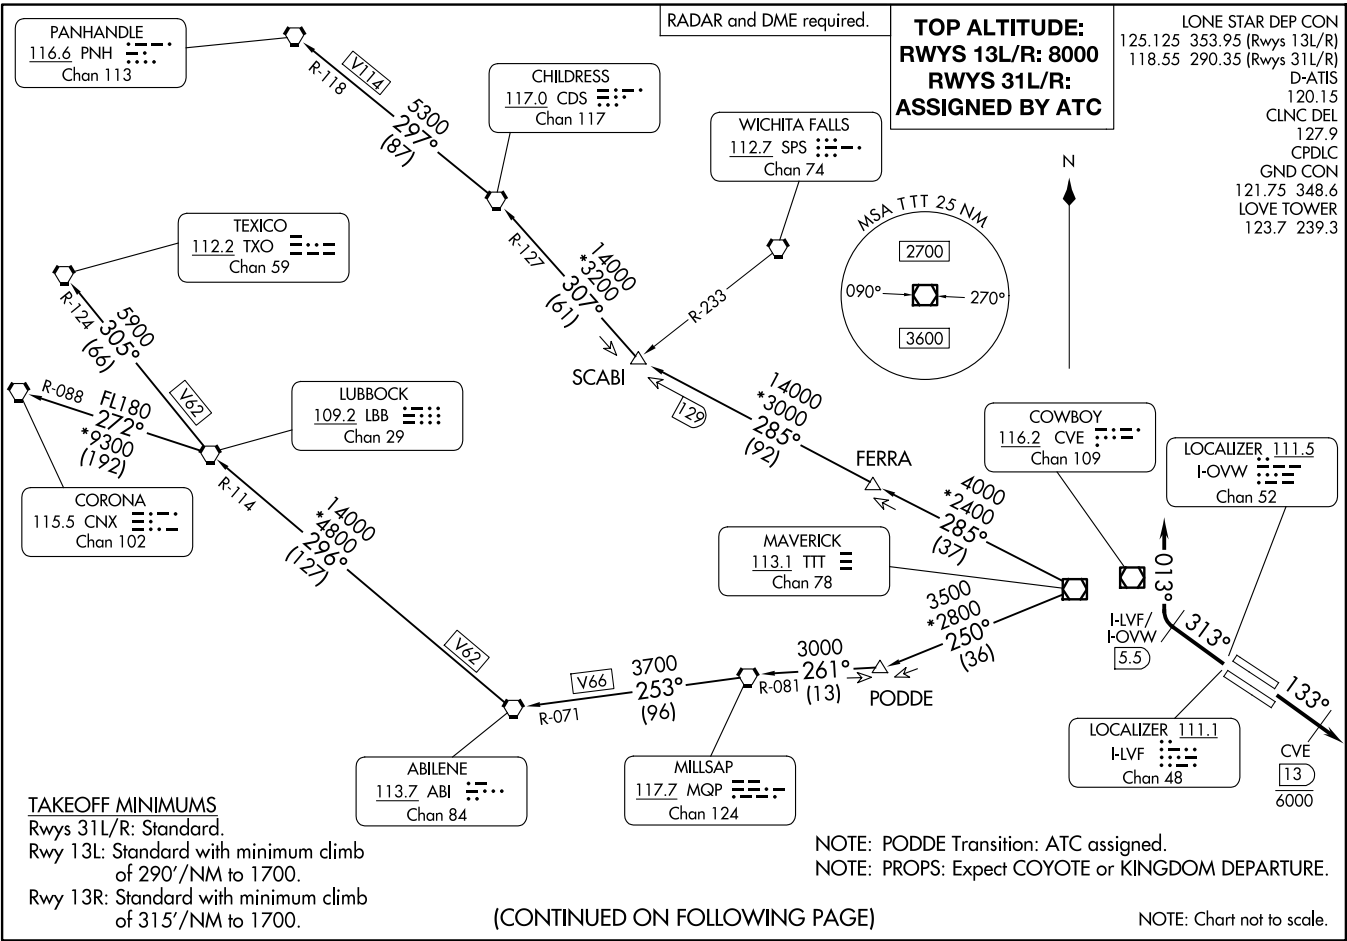 RADAR and DME required.
TOP ALTITUDE:
RWYS 13L/R: 8000
RWYS 31L/R:
ASSIGNED BY ATC
LONE STAR DEP CON
125.125 353.95 (Rwys 13L/R)
118.55 290.35 (Rwys 31L/R)
D-ATIS
120.15
CLNC DEL
127.9
CPDLC
GND CON
121.75 348.6
LOVE TOWER
123.7 239.3
PANHANDLE
116.6 PNH
Chan 113
R-118
V114
5300
297°
(87)
CHILDRESS
117.0 CDS
Chan 117
WICHITA FALLS
112.7 SPS
Chan 74
N
MSA TTT 25 NM
2700
090°
270°
3600
TEXICO
112.2 TXO
Chan 59
R-127
14000
*3200
307°
(61)
R-233
SCABI
R-124
5900
305°
(66)
V62
R-088
FL180
272°
*9300
(192)
LUBBOCK
109.2 LBB
Chan 29
129
14000
*3000
285°
(92)
FERRA
COWBOY
116.2 CVE
Chan 109
LOCALIZER 111.5
I-OVW
Chan 52
CORONA
115.5 CNX
Chan 102
R-114
14000
*4800
296°
(127)
4000
*2400
285°
(37)
MAVERICK
113.1 TTT
Chan 78
013°
I-LVF/
I-OVW
5.5
313°
133°
3500
*2800
250°
(36)
V62
V66
3700
253°
(96)
R-071
R-081
3000
261°
(13)
PODDE
LOCALIZER 111.1
I-LVF
Chan 48
CVE
13
6000
ABILENE
113.7 ABI
Chan 84
MILLSAP
117.7 MQP
Chan 124
TAKEOFF MINIMUMS
Rwys 31L/R: Standard.
Rwy 13L: Standard with minimum climb
of 290'/NM to 1700.
Rwy 13R: Standard with minimum climb
of 315'/NM to 1700.
NOTE: PODDE Transition: ATC assigned.
NOTE: PROPS: Expect COYOTE or KINGDOM DEPARTURE.
(CONTINUED ON FOLLOWING PAGE)
NOTE: Chart not to scale.